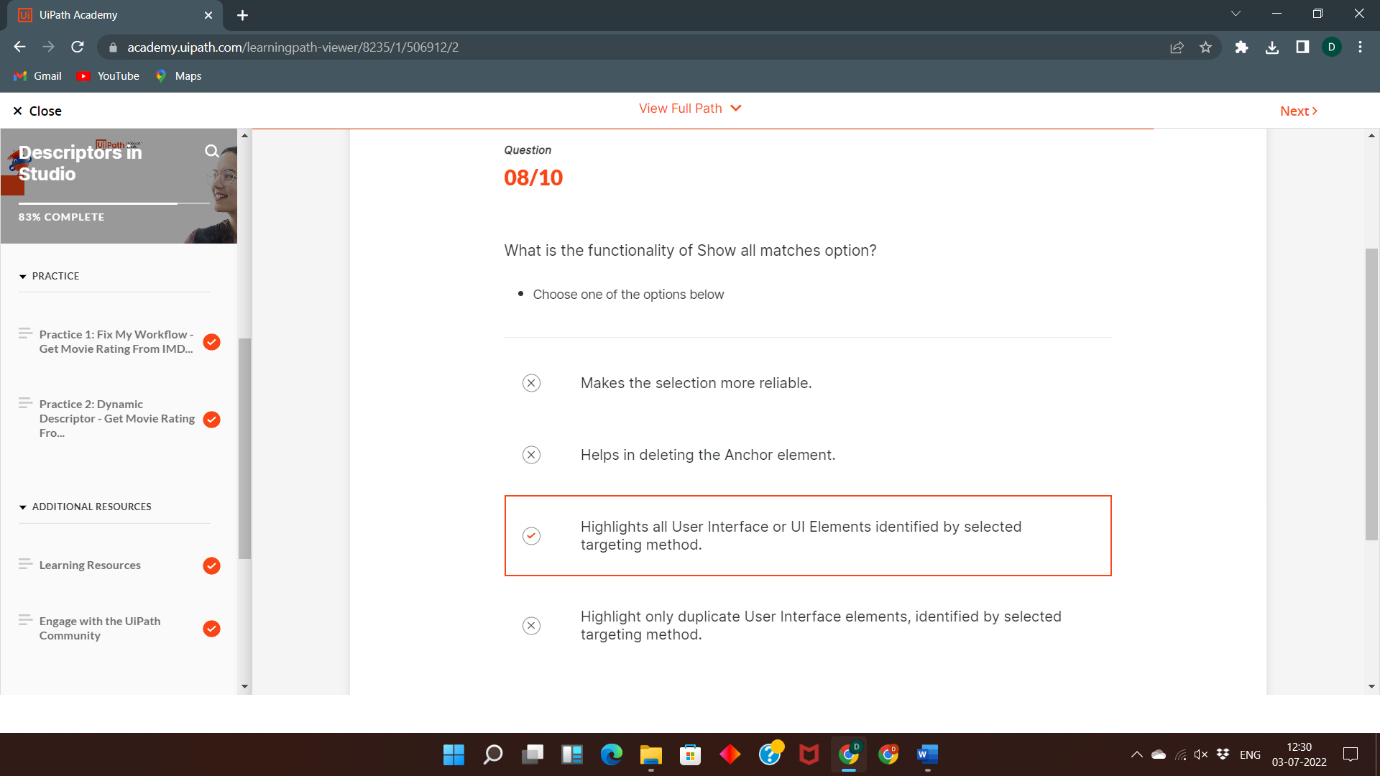 UiPath Academy
academy.uipath.com/learningpath-viewer/8235/1/506912/2
D
Gmail
YouTube
Maps
Close
View Full Path
Next
UiPath
Descriptors in
Studio
83% COMPLETE
PRACTICE
Practice 1: Fix My Workflow -
Get Movie Rating From IMD...
Practice 2: Dynamic
Descriptor - Get Movie Rating
Fro...
ADDITIONAL RESOURCES
Learning Resources
Engage with the UiPath
Community
Question
08/10
What is the functionality of Show all matches option?
Choose one of the options below
Makes the selection more reliable.
Helps in deleting the Anchor element.
Highlights all User Interface or UI Elements identified by selected
targeting method.
Highlight only duplicate User Interface elements, identified by selected
targeting method.
ENG
12:30
03-07-2022